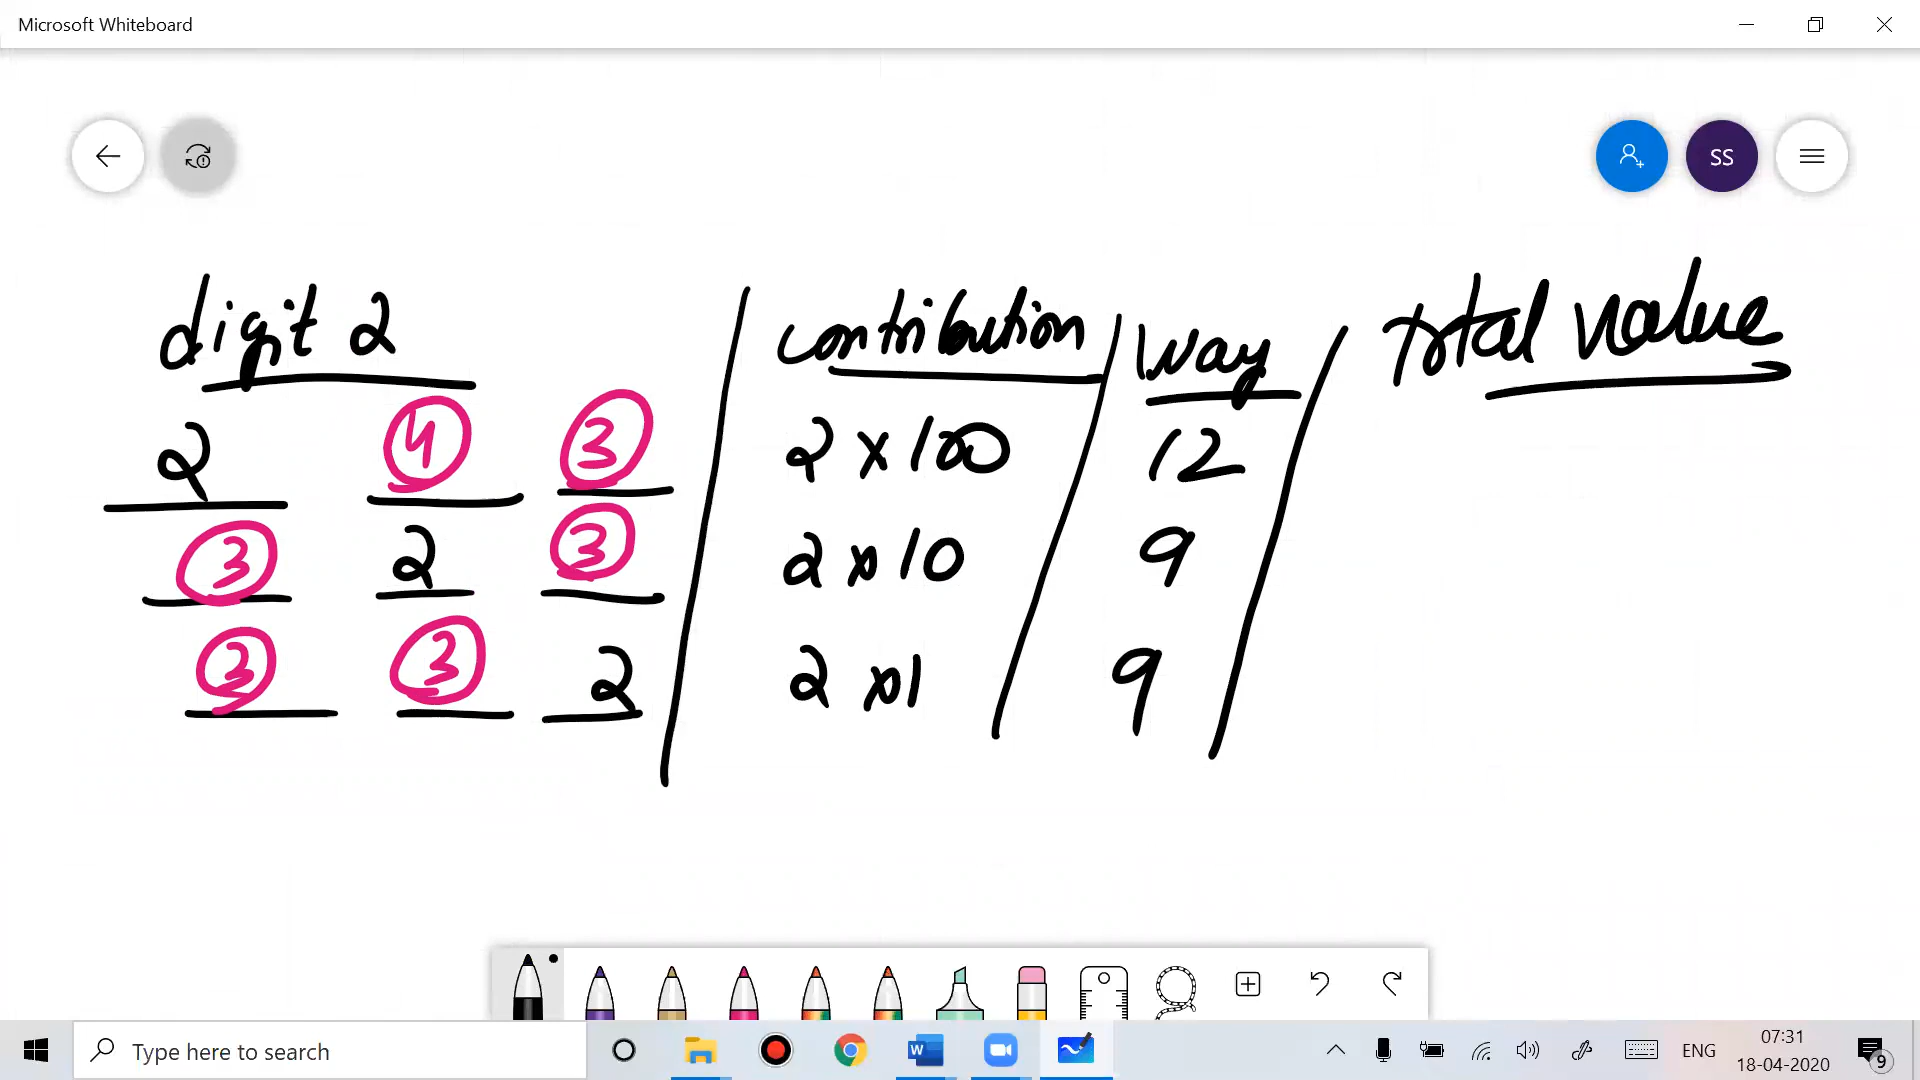 Microsoft Whiteboard
SS
digit 2 contribution way total value
2 4 3 2 x 100 12
3 2 3 2 x 10 9
3 3 2 2 x 1 9
Type here to search
W
ENG
07:31
18-04-2020
9